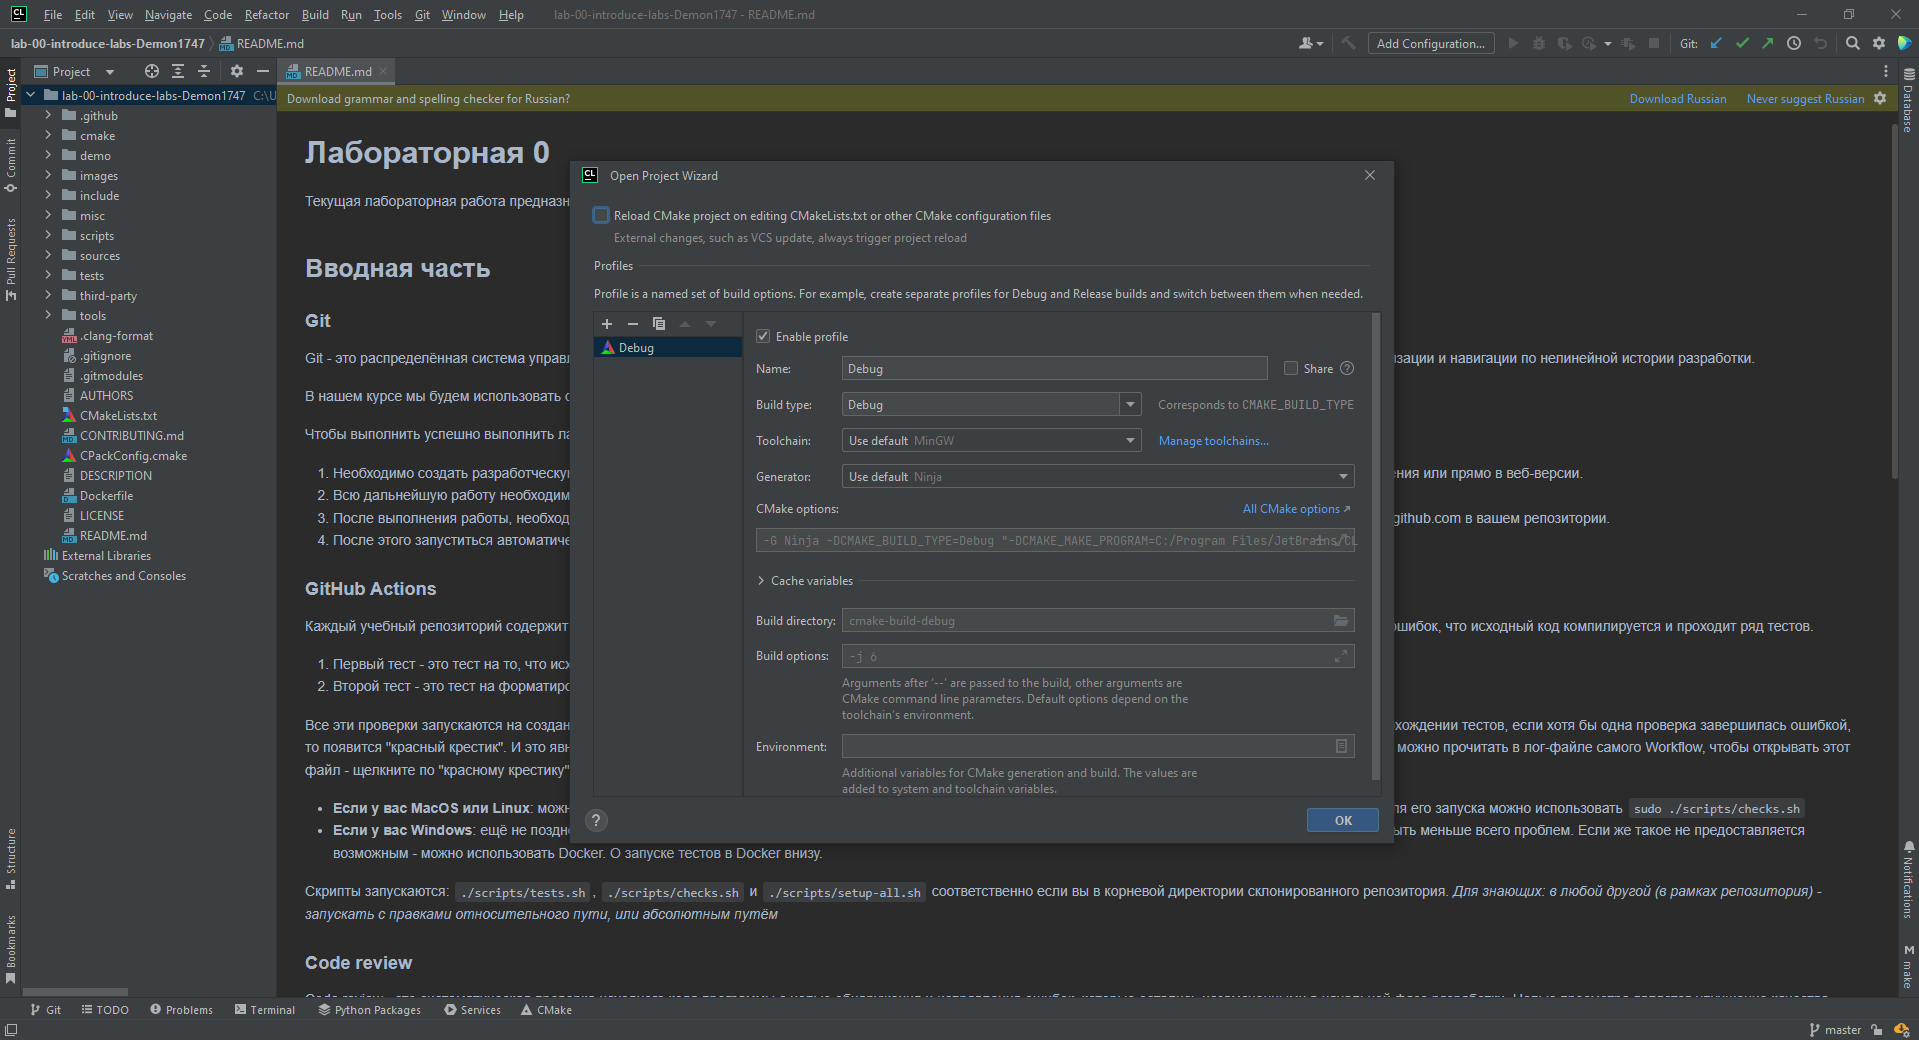 CL File Edit View Navigate Code Refactor Build Run Tools Git Window Help lab-00-introduce-labs-Demon1747 - README.md
lab-00-introduce-labs-Demon1747 README.md Add Configuration... Git:
Project README.md
lab-00-introduce-labs-Demon1747 C:\U
.github
cmake
demo
images
include
misc
scripts
sources
tests
third-party
tools
.clang-format
.gitignore
.gitmodules
AUTHORS
CMakeLists.txt
CONTRIBUTING.md
CPackConfig.cmake
DESCRIPTION
Dockerfile
LICENSE
README.md
External Libraries
Scratches and Consoles
Project
Commit
Pull Requests
Structure
Bookmarks
Download grammar and spelling checker for Russian? Download Russian Never suggest Russian
Лабораторная 0
Текущая лабораторная работа предназн
Вводная часть
Git
Git - это распределённая система управл
зации и навигации по нелинейной истории разработки.
В нашем курсе мы будем использовать
Чтобы выполнить успешно выполнить ла
1. Необходимо создать разработческую
ния или прямо в веб-версии.
2. Всю дальнейшую работу необходим
3. После выполнения работы, необход
github.com в вашем репозитории.
4. После этого запуститься автоматиче
GitHub Actions
Каждый учебный репозиторий содержит
ошибок, что исходный код компилируется и проходит ряд тестов.
1. Первый тест - это тест на то, что исх
2. Второй тест - это тест на форматиро
Все эти проверки запускаются на создан
хождении тестов, если хотя бы одна проверка завершилась ошибкой,
то появится "красный крестик". И это явн
можно прочитать в лог-файле самого Workflow, чтобы открывать этот
файл - щелкните по "красному крестику"
• Если у вас MacOS или Linux: можн
ля его запуска можно использовать sudo ./scripts/checks.sh
• Если у вас Windows: ещё не поздно
ыть меньше всего проблем. Если же такое не предоставляется
возможным - можно использовать Docker. О запуске тестов в Docker внизу.
Скрипты запускаются: ./scripts/tests.sh , ./scripts/checks.sh и ./scripts/setup-all.sh соответственно если вы в корневой директории склонированного репозитория. Для знающих: в любой другой (в рамках репозитория) -
запускать с правками относительного пути, или абсолютным путём
Code review
CL Open Project Wizard
Reload CMake project on editing CMakeLists.txt or other CMake configuration files
External changes, such as VCS update, always trigger project reload
Profiles
Profile is a named set of build options. For example, create separate profiles for Debug and Release builds and switch between them when needed.
Debug
Enable profile
Name: Debug Share ?
Build type: Debug Corresponds to CMAKE_BUILD_TYPE
Toolchain: Use default MinGW Manage toolchains...
Generator: Use default Ninja
CMake options: All CMake options
-G Ninja -DCMAKE_BUILD_TYPE=Debug "-DCMAKE_MAKE_PROGRAM=C:/Program Files/JetBrains/CL
Cache variables
Build directory: cmake-build-debug
Build options: -j 6
Arguments after '--' are passed to the build, other arguments are
CMake command line parameters. Default options depend on the
toolchain's environment.
Environment:
Additional variables for CMake generation and build. The values are
added to system and toolchain variables.
? OK
Database
Notifications
M make
Git TODO Problems Terminal Python Packages Services CMake
master